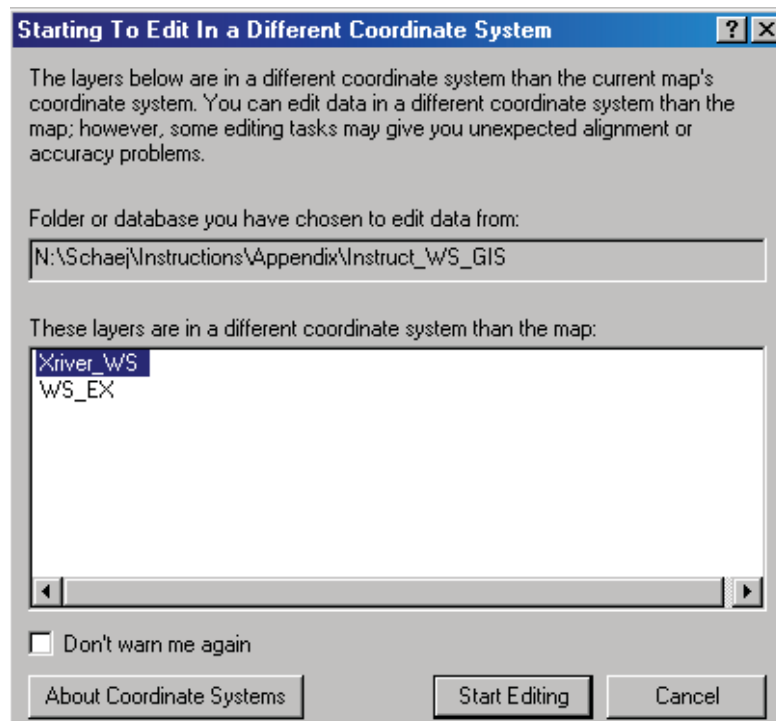 Starting To Edit In a Different Coordinate System
The layers below are in a different coordinate system than the current map's
coordinate system. You can edit data in a different coordinate system than the
map; however, some editing tasks may give you unexpected alignment or
accuracy problems.
Folder or database you have chosen to edit data from:
N:\Schaej\Instructions\Appendix\Instruct_WS_GIS
These layers are in a different coordinate system than the map:
Xriver_WS
WS_EX
Don't warn me again
About Coordinate Systems
Start Editing
Cancel